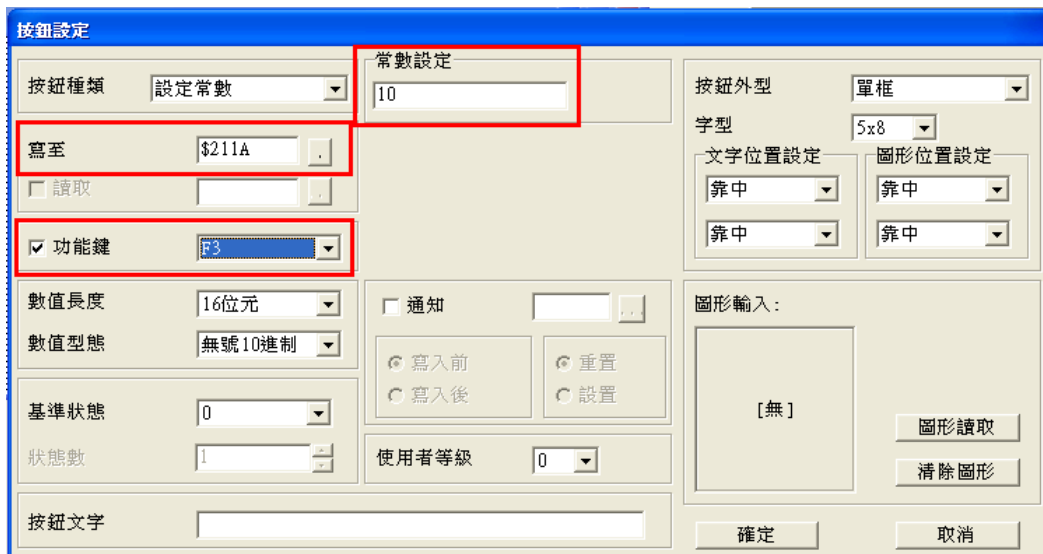 按鈕設定
按鈕種類 設定常數
常數設定
10
寫至 $211A .
讀取 .
功能鍵 F3
數值長度 16位元
數值型態 無號10進制
基準狀態 0
狀態數 1
按鈕文字
通知 ...
寫入前 重置
寫入後 設置
使用者等級 0
按鈕外型 單框
字型 5x8
文字位置設定 圖形位置設定
靠中 靠中
靠中 靠中
圖形輸入:
[無]
圖形讀取
清除圖形
確定 取消